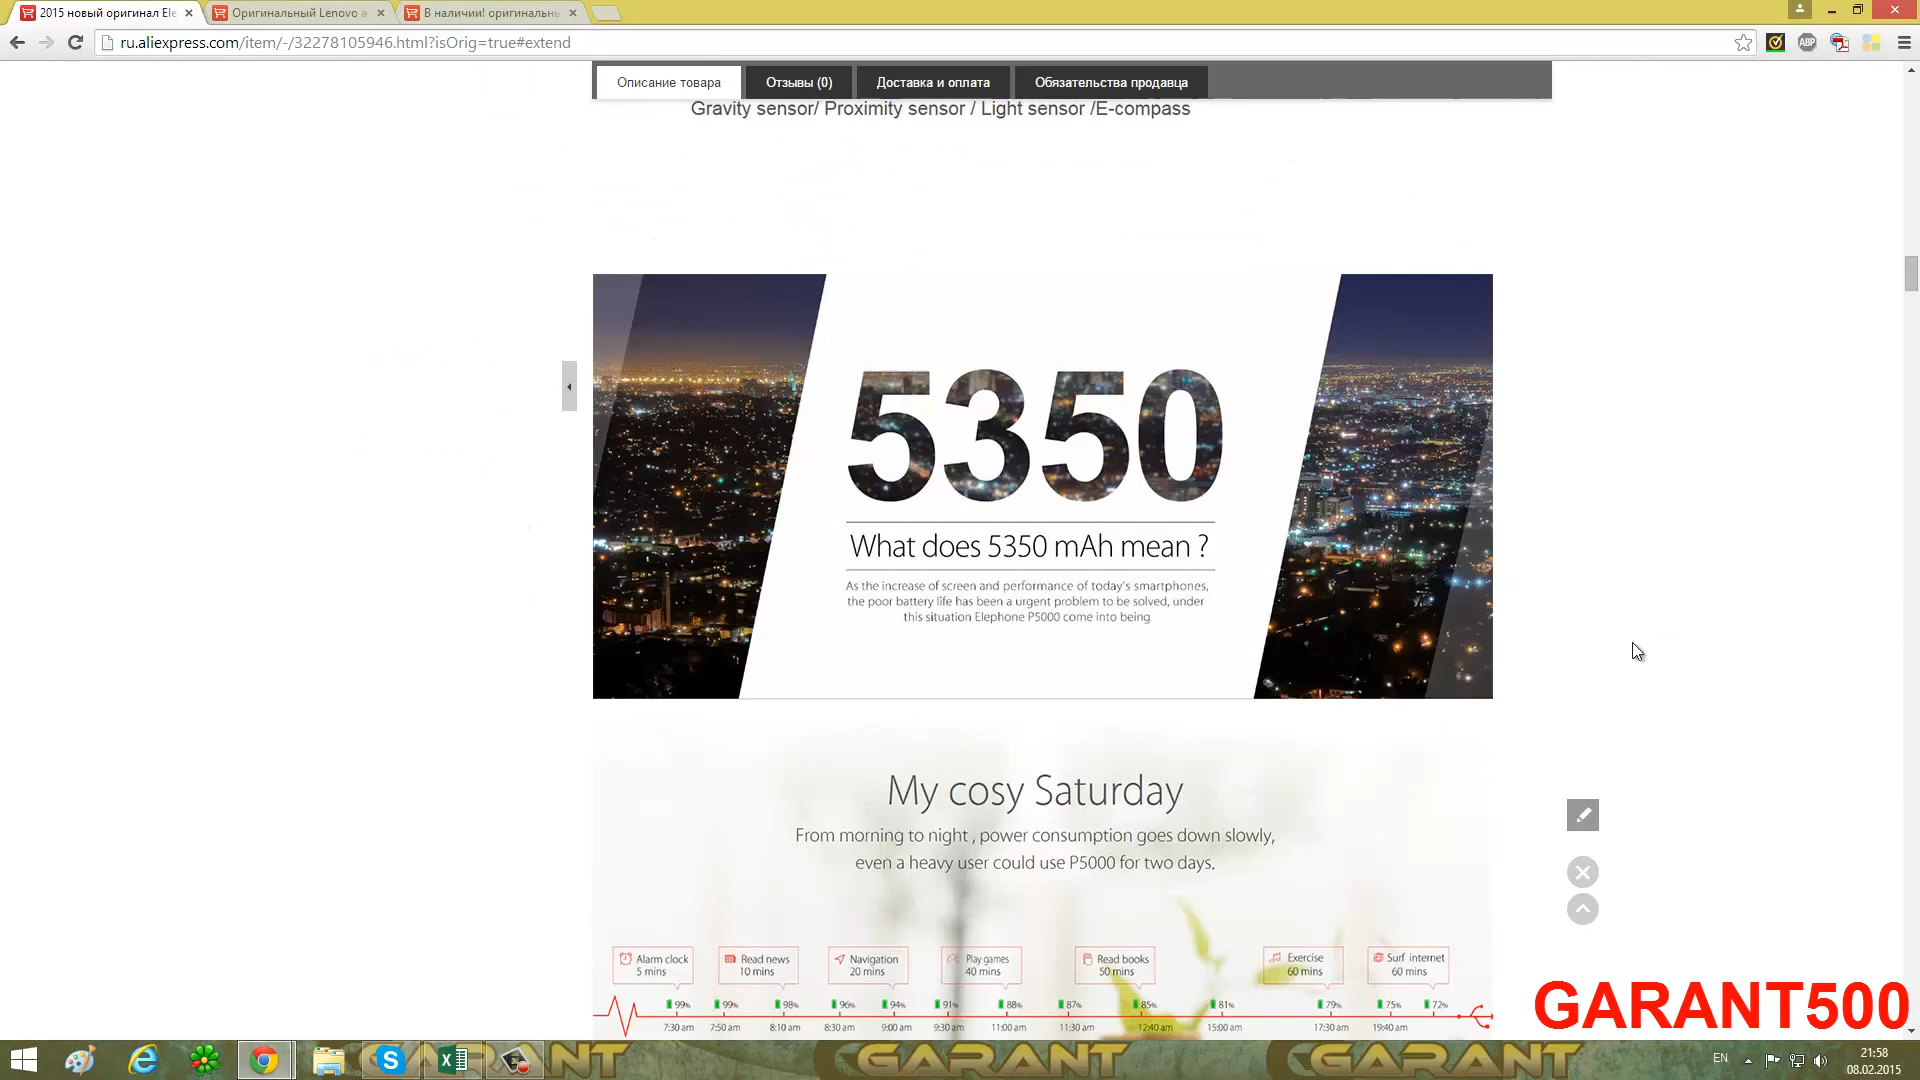 2015 новый оригинал Ele
Оригинальный Lenovo a
В наличии! оригинальнь
ru.aliexpress.com/item/-/32278105946.html?isOrig=true#extend
ABP
Описание товара
Отзывы (0)
Доставка и оплата
Обязательства продавца
Gravity sensor/ Proximity sensor / Light sensor /E-compass
5350
What does 5350 mAh mean ?
As the increase of screen and performance of today's smartphones,
the poor battery life has been a urgent problem to be solved, under
this situation Elephone P5000 come into being
My cosy Saturday
From morning to night , power consumption goes down slowly,
even a heavy user could use P5000 for two days.
Alarm clock
5 mins
Read news
10 mins
Navigation
20 mins
Play games
40 mins
Read books
50 mins
Exercise
60 mins
Surf internet
60 mins
99% 99% 98% 96% 94% 91% 88% 87% 85% 81% 79% 75% 72%
7:30 am 7:50 am 8:10 am 8:30 am 9:00 am 9:30 am 11:00 am 11:30 am 12:40 am 15:00 am 17:30 am 19:40 am
GARANT500
GARANT
GARANT
GARANT
EN
21:58
08.02.2015